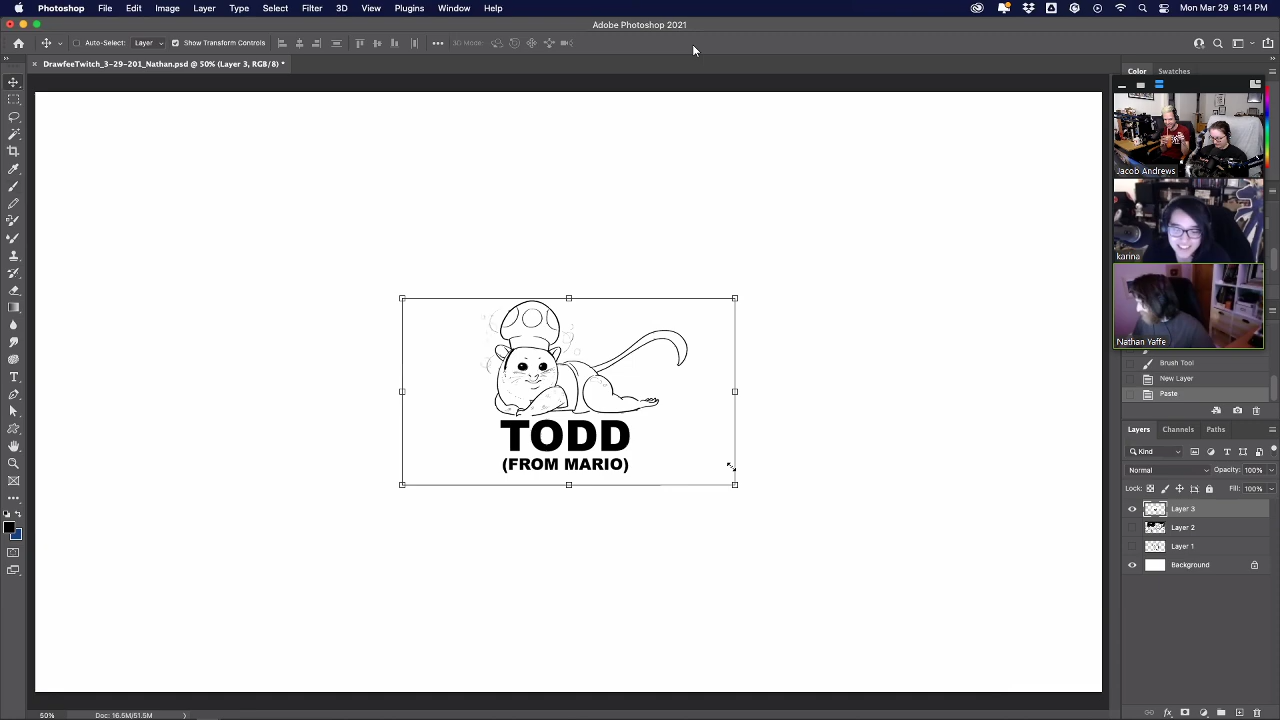 Photoshop File Edit Image Layer Type Select Filter 3D View Plugins Window Help Mon Mar 29 8:14 PM
Adobe Photoshop 2021
Auto-Select: Layer Show Transform Controls 3D Mode:
DrawfeeTwitch_3-29-201_Nathan.psd @ 50% (Layer 3, RGB/8) *
Color Swatches
Jacob Andrews
karina
Nathan Yaffe
Brush Tool
New Layer
Paste
TODD
(FROM MARIO)
Layers Channels Paths
Kind
Normal Opacity: 100%
Lock: Fill: 100%
Layer 3
Layer 2
Layer 1
Background
50% Doc: 16.5M/51.5M